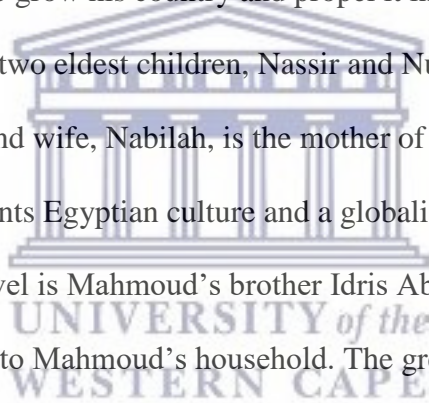 grow his country and propel it
two eldest children, Nassir and Nu
nd wife, Nabilah, is the mother of
nts Egyptian culture and a globali
vel is Mahmoud's brother Idris Ab
UNIVERSITY of the
to Mahmoud's household. The gr
WESTERN CAPE